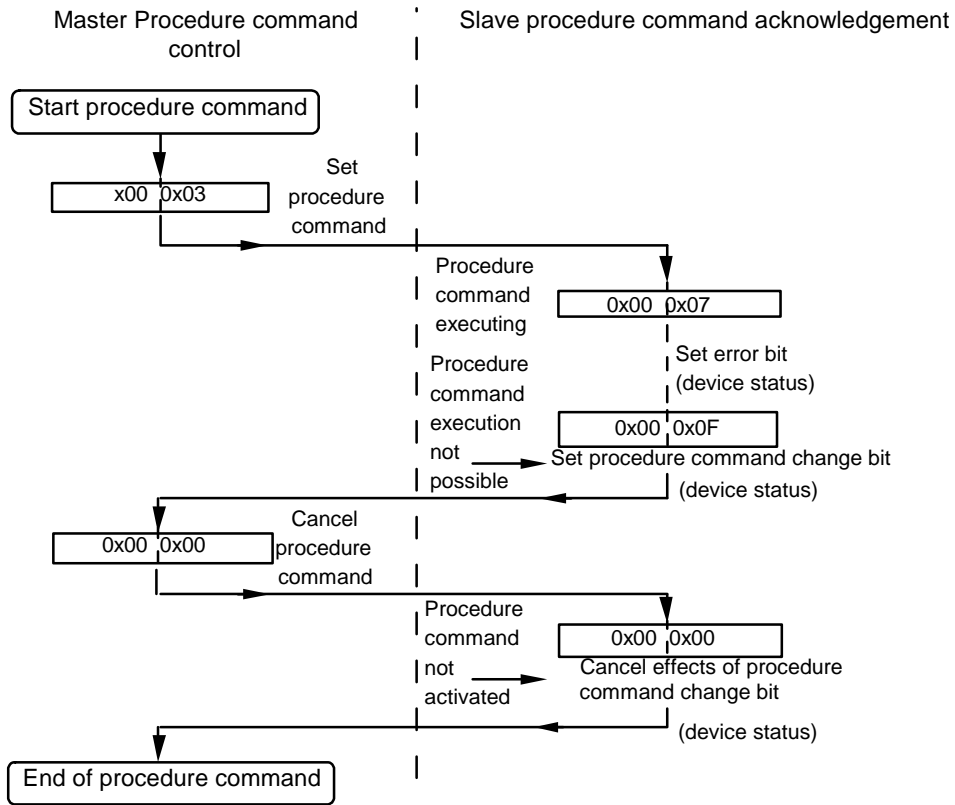 Master Procedure command
control
Slave procedure command acknowledgement
Start procedure command
x00 0x03
Set
procedure
command
Procedure
command
executing
0x00 0x07
Set error bit
(device status)
Procedure
command
execution
not
possible
0x00 0x0F
Set procedure command change bit
(device status)
0x00 0x00
Cancel
procedure
command
Procedure
command
not
activated
0x00 0x00
Cancel effects of procedure
command change bit
(device status)
End of procedure command